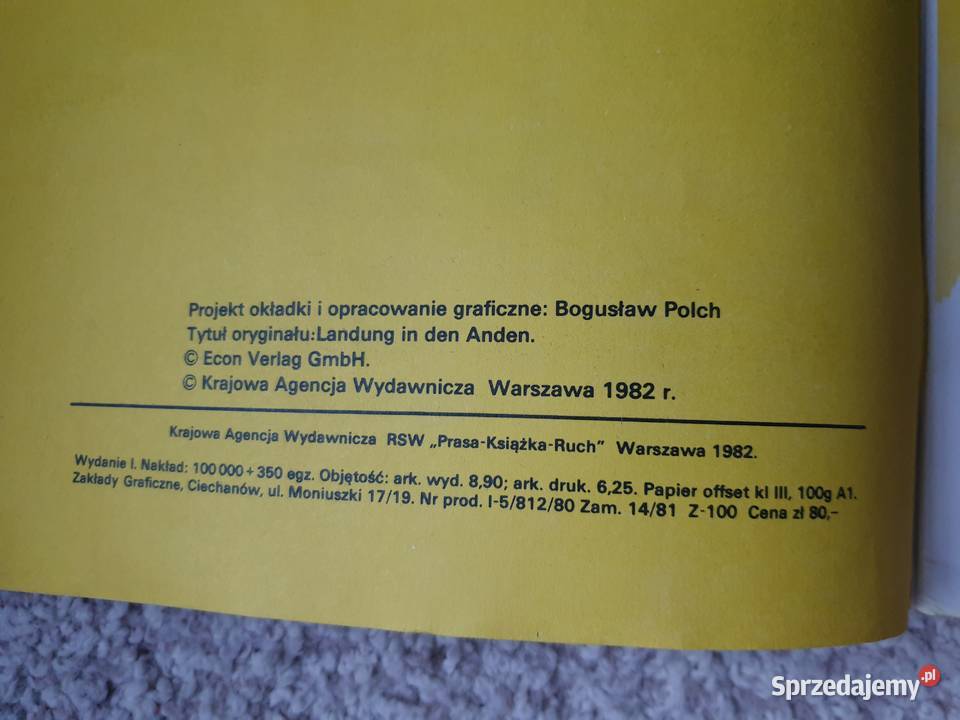 Projekt okładki i opracowanie graficzne: Bogusław Polch
Tytuł oryginału:Landung in den Anden.
© Econ Verlag GmbH.
© Krajowa Agencja Wydawnicza Warszawa 1982 r.
Krajowa Agencja Wydawnicza RSW „Prasa-Książka-Ruch” Warszawa 1982.
Wydanie I. Nakład: 100 000+350 egz. Objętość: ark. wyd. 8,90; ark. druk. 6,25. Papier offset kl III, 100g A1.
Zakłady Graficzne, Ciechanów, ul. Moniuszki 17/19. Nr prod. I-5/812/80 Zam. 14/81 Z-100 Cena zł 80,-
Sprzedajemy.pl